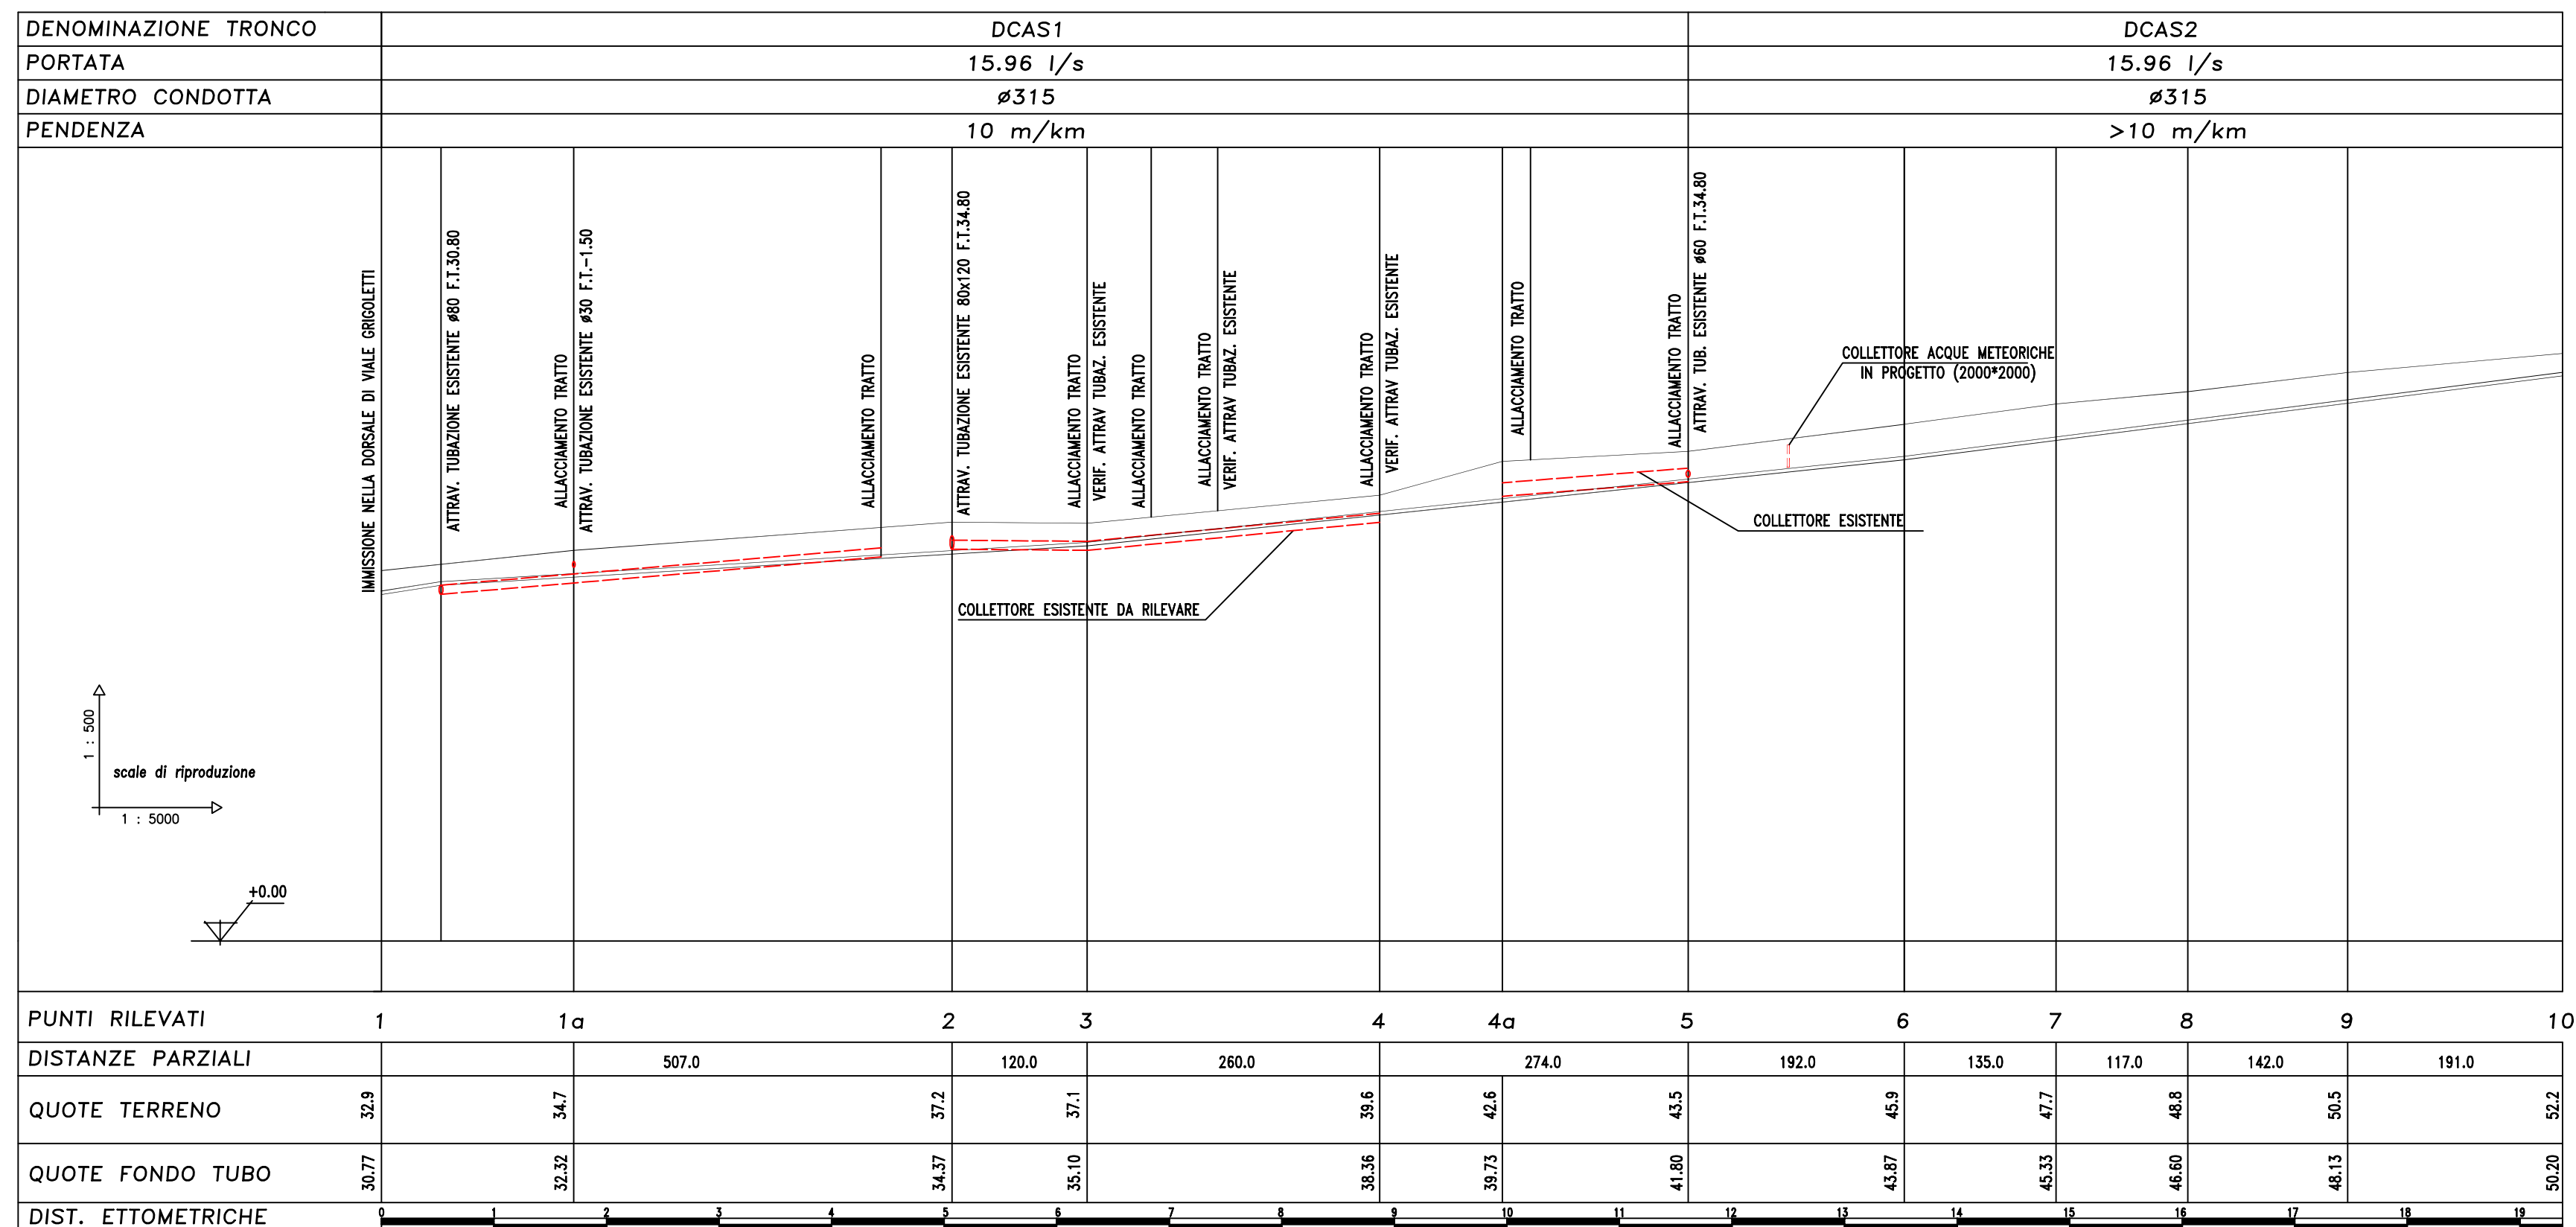 DENOMINAZIONE TRONCO DCAS1 DCAS2
PORTATA 15.96 l/s 15.96 l/s
DIAMETRO CONDOTTA ø315 ø315
PENDENZA 10 m/km >10 m/km
IMMISSIONE NELLA DORSALE DI VIALE GRIGOLETTI
ATTRAV. TUBAZIONE ESISTENTE ø80 F.T.30.80
ALLACCIAMENTO TRATTO
ATTRAV. TUBAZIONE ESISTENTE ø30 F.T.-1.50
ALLACCIAMENTO TRATTO
ATTRAV. TUBAZIONE ESISTENTE 80x120 F.T.34.80
ALLACCIAMENTO TRATTO
VERIF. ATTRAV TUBAZ. ESISTENTE
ALLACCIAMENTO TRATTO
ALLACCIAMENTO TRATTO
VERIF. ATTRAV TUBAZ. ESISTENTE
ALLACCIAMENTO TRATTO
VERIF. ATTRAV TUBAZ. ESISTENTE
ALLACCIAMENTO TRATTO
ALLACCIAMENTO TRATTO
ATTRAV. TUB. ESISTENTE ø60 F.T.34.80
COLLETTORE ACQUE METEORICHE
IN PROGETTO (2000*2000)
COLLETTORE ESISTENTE
COLLETTORE ESISTENTE DA RILEVARE
1 : 500
scale di riproduzione
1 : 5000
+0.00
PUNTI RILEVATI 1 1a 2 3 4 4a 5 6 7 8 9 10
DISTANZE PARZIALI 507.0 120.0 260.0 274.0 192.0 135.0 117.0 142.0 191.0
QUOTE TERRENO 32.9 34.7 37.2 37.1 39.6 42.6 43.5 45.9 47.7 48.8 50.5 52.2
QUOTE FONDO TUBO 30.77 32.32 34.37 35.10 38.36 39.73 41.80 43.87 45.33 46.60 48.13 50.20
DIST. ETTOMETRICHE 0 1 2 3 4 5 6 7 8 9 10 11 12 13 14 15 16 17 18 19